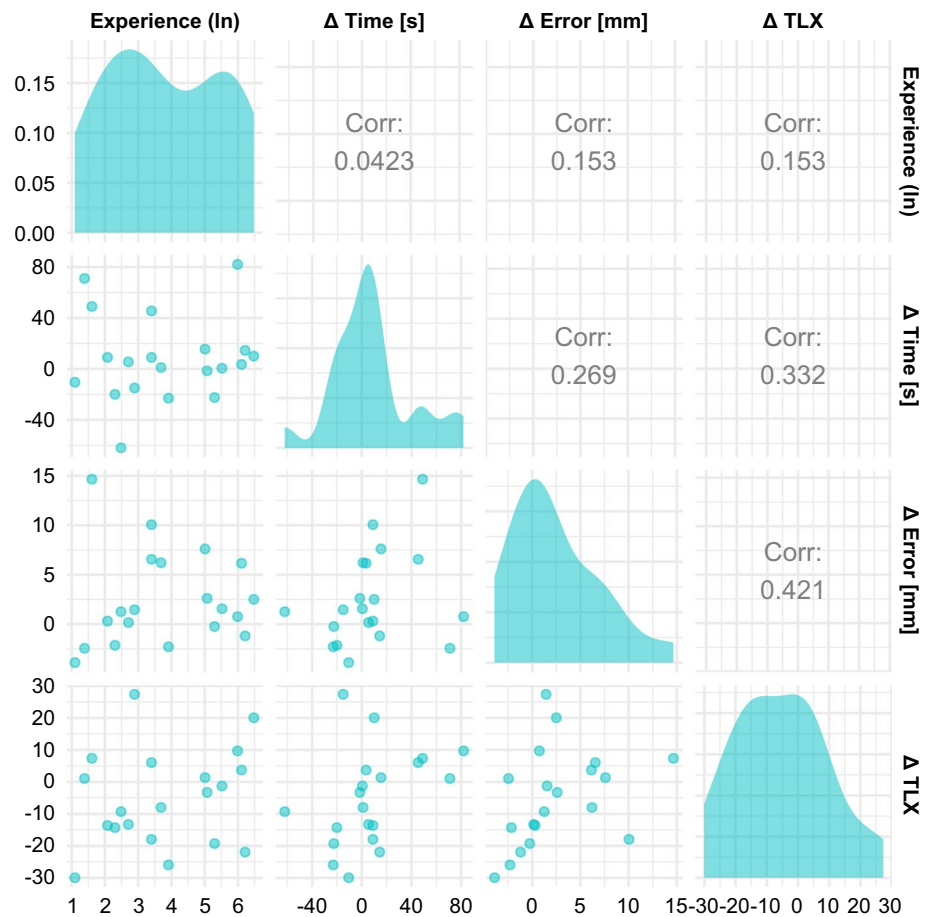 Experience (ln) Δ Time [s] Δ Error [mm] Δ TLX
0.15
0.10
0.05
0.00
Corr:
0.0423
Corr:
0.153
Corr:
0.153
Experience (ln)
80
40
0
-40
Corr:
0.269
Corr:
0.332
Δ Time [s]
15
10
5
0
Corr:
0.421
Δ Error [mm]
30
20
10
0
-10
-20
-30
Δ TLX
1 2 3 4 5 6 -40 0 40 80 0 5 10 15 -30 -20 -10 0 10 20 30